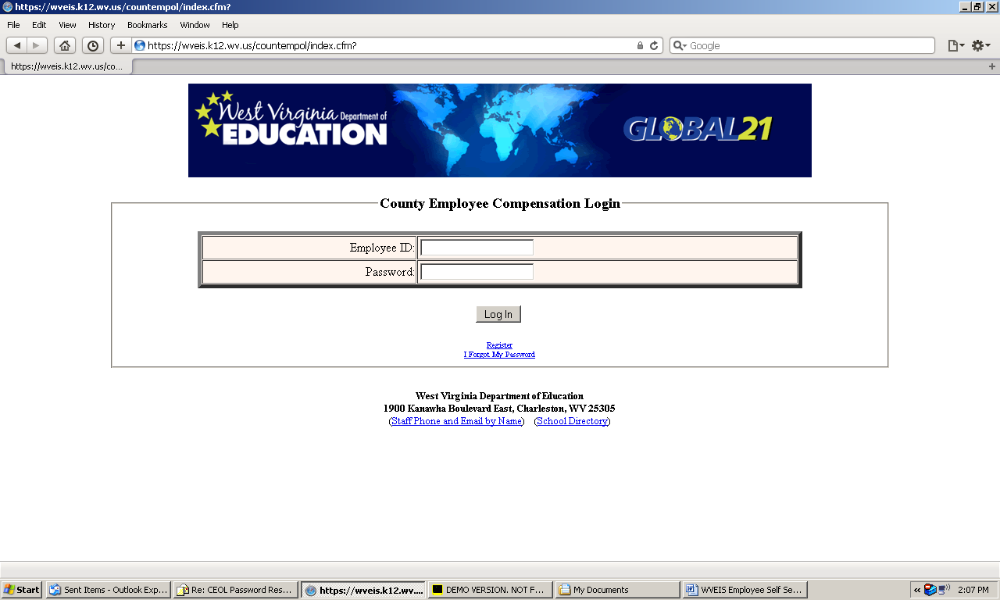 https://wveis.k12.wv.us/countempol/index.cfm?
File Edit View History Bookmarks Window Help
https://wveis.k12.wv.us/countempol/index.cfm?
Google
https://wveis.k12.wv.us/co...
West Virginia Department of
EDUCATION
GLOBAL21
County Employee Compensation Login
Employee ID:
Password:
Log In
Register
I Forgot My Password
West Virginia Department of Education
1900 Kanawha Boulevard East, Charleston, WV 25305
(Staff Phone and Email by Name) (School Directory)
Start Sent Items - Outlook Exp... Re: CEOL Password Res... https://wveis.k12.wv.... DEMO VERSION. NOT F... My Documents WVEIS Employee Self Se... 2:07 PM